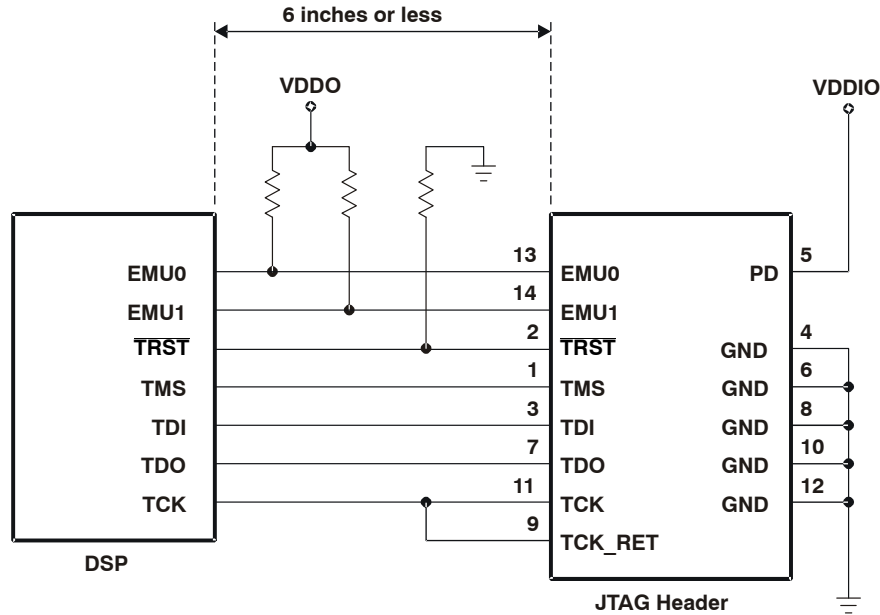 6 inches or less
VDDO
VDDIO
13
5
EMU0
EMU0
PD
14
EMU1
EMU1
2
4
TRST
TRST
GND
1
6
TMS
TMS
GND
3
8
TDI
TDI
GND
7
10
TDO
TDO
GND
11
12
TCK
TCK
GND
9
TCK_RET
DSP
JTAG Header